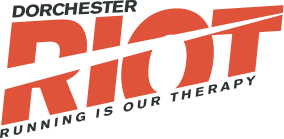 DORCHESTER
RIOT
RUNNING IS OUR THERAPY